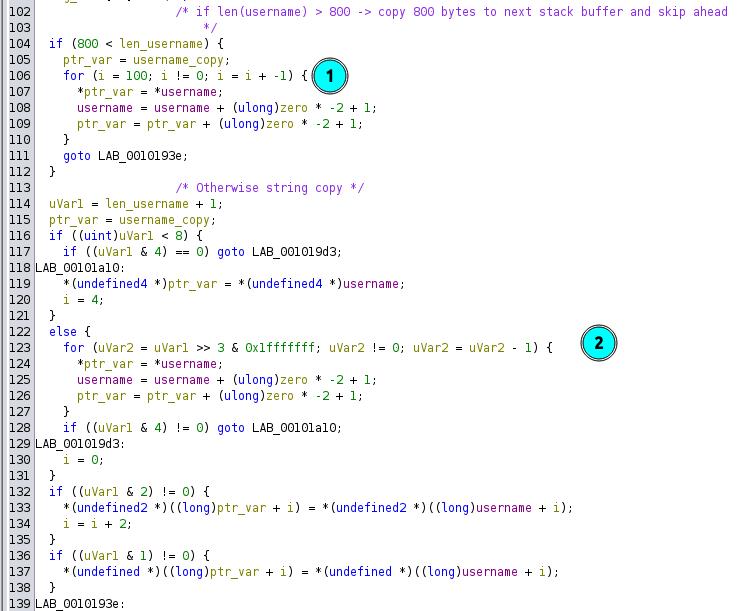 102 /* if len(username) > 800 -> copy 800 bytes to next stack buffer and skip ahead
103 */
104 if (800 < len_username) {
105 ptr_var = username_copy;
106 for (i = 100; i != 0; i = i + -1) { 1
107 *ptr_var = *username;
108 username = username + (ulong)zero * -2 + 1;
109 ptr_var = ptr_var + (ulong)zero * -2 + 1;
110 }
111 goto LAB_0010193e;
112 }
113 /* Otherwise string copy */
114 uVar1 = len_username + 1;
115 ptr_var = username_copy;
116 if ((uint)uVar1 < 8) {
117 if ((uVar1 & 4) == 0) goto LAB_001019d3;
118 LAB_00101a10:
119 *(undefined4 *)ptr_var = *(undefined4 *)username;
120 i = 4;
121 }
122 else {
123 for (uVar2 = uVar1 >> 3 & 0x1fffffff; uVar2 != 0; uVar2 = uVar2 - 1) { 2
124 *ptr_var = *username;
125 username = username + (ulong)zero * -2 + 1;
126 ptr_var = ptr_var + (ulong)zero * -2 + 1;
127 }
128 if ((uVar1 & 4) != 0) goto LAB_00101a10;
129 LAB_001019d3:
130 i = 0;
131 }
132 if ((uVar1 & 2) != 0) {
133 *(undefined2 *)((long)ptr_var + i) = *(undefined2 *)((long)username + i);
134 i = i + 2;
135 }
136 if ((uVar1 & 1) != 0) {
137 *(undefined *)((long)ptr_var + i) = *(undefined *)((long)username + i);
138 }
139 LAB_0010193e: